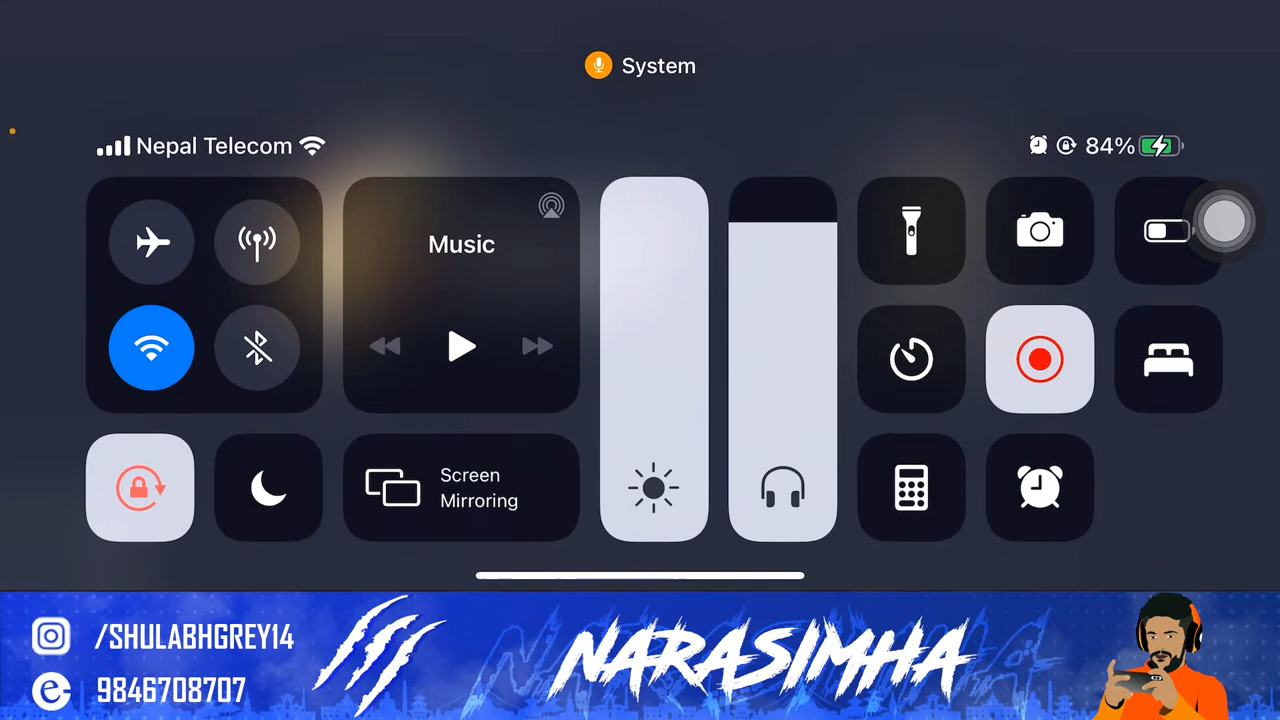 System
Nepal Telecom
84%
Music
Screen
Mirroring
/SHULABHGREY14
9846708707
NARASIMHA